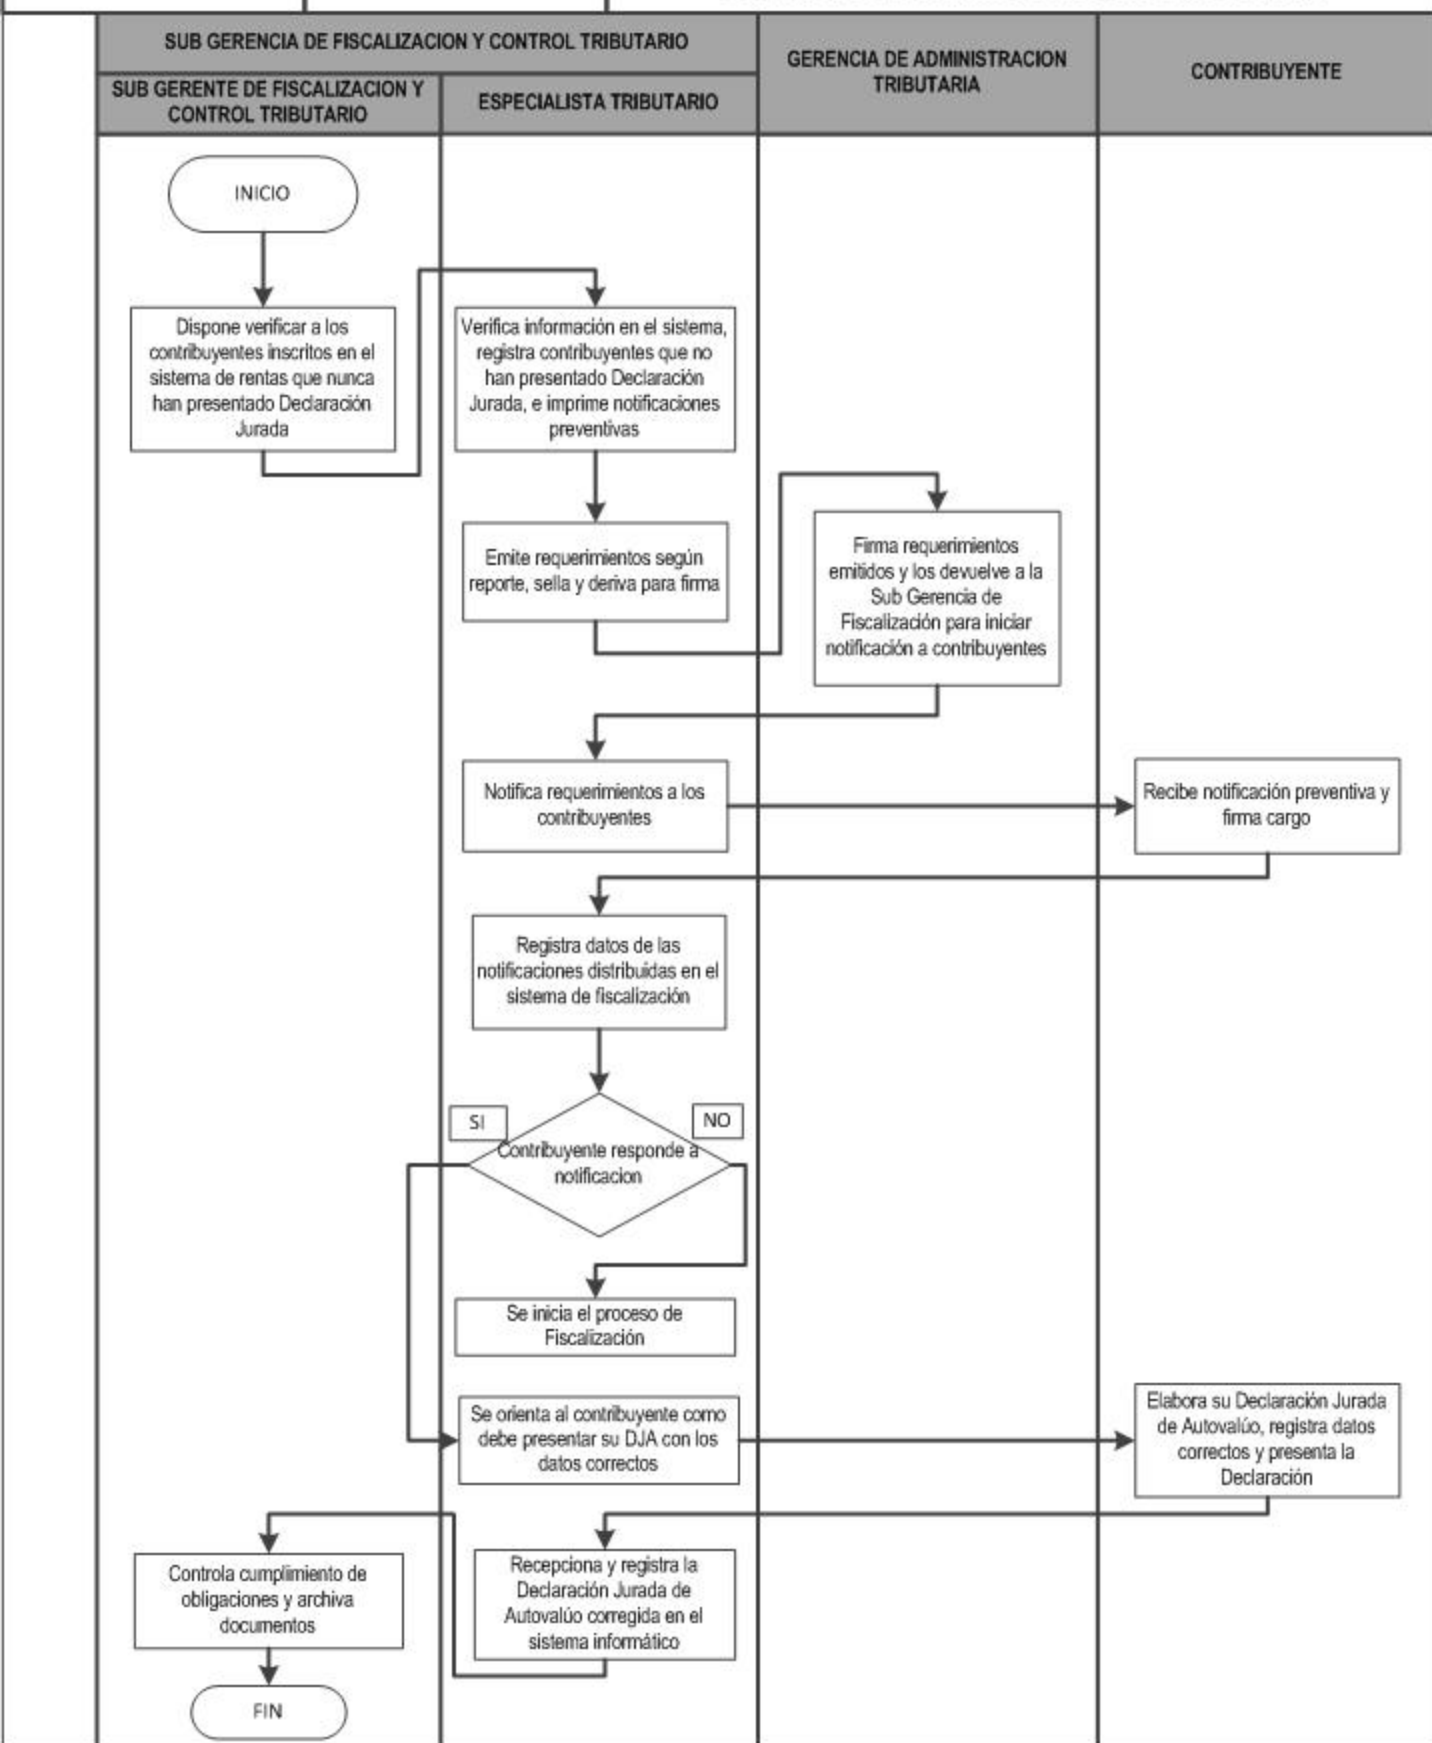 SUB GERENCIA DE FISCALIZACION Y CONTROL TRIBUTARIO
GERENCIA DE ADMINISTRACION
TRIBUTARIA
CONTRIBUYENTE
SUB GERENTE DE FISCALIZACION Y
CONTROL TRIBUTARIO
ESPECIALISTA TRIBUTARIO
INICIO
Dispone verificar a los
contribuyentes inscritos en el
sistema de rentas que nunca
han presentado Declaración
Jurada
Verifica información en el sistema,
registra contribuyentes que no
han presentado Declaración
Jurada, e imprime notificaciones
preventivas
Emite requerimientos según
reporte, sella y deriva para firma
Firma requerimientos
emitidos y los devuelve a la
Sub Gerencia de
Fiscalización para iniciar
notificación a contribuyentes
Notifica requerimientos a los
contribuyentes
Recibe notificación preventiva y
firma cargo
Registra datos de las
notificaciones distribuidas en el
sistema de fiscalización
SI
NO
Contribuyente responde a
notificacion
Se inicia el proceso de
Fiscalización
Se orienta al contribuyente como
debe presentar su DJA con los
datos correctos
Elabora su Declaración Jurada
de Autovalúo, registra datos
correctos y presenta la
Declaración
Recepciona y registra la
Declaración Jurada de
Autovalúo corregida en el
sistema informático
Controla cumplimiento de
obligaciones y archiva
documentos
FIN